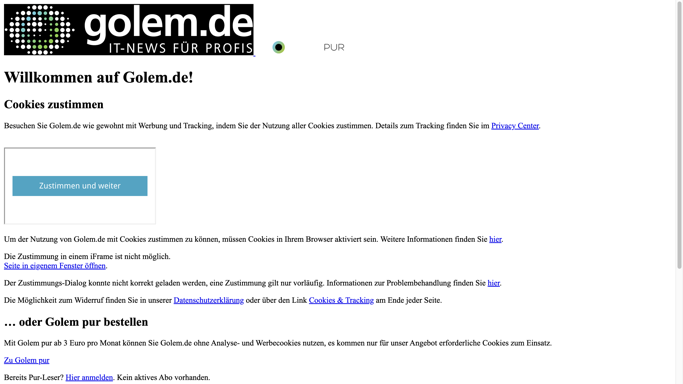 golem.de
IT-NEWS FÜR PROFIS
PUR
Willkommen auf Golem.de!
Cookies zustimmen
Besuchen Sie Golem.de wie gewohnt mit Werbung und Tracking, indem Sie der Nutzung aller Cookies zustimmen. Details zum Tracking finden Sie im Privacy Center.
Zustimmen und weiter
Um der Nutzung von Golem.de mit Cookies zustimmen zu können, müssen Cookies in Ihrem Browser aktiviert sein. Weitere Informationen finden Sie hier.
Die Zustimmung in einem iFrame ist nicht möglich.
Seite in eigenem Fenster öffnen.
Der Zustimmungs-Dialog konnte nicht korrekt geladen werden, eine Zustimmung gilt nur vorläufig. Informationen zur Problembehandlung finden Sie hier.
Die Möglichkeit zum Widerruf finden Sie in unserer Datenschutzerklärung oder über den Link Cookies & Tracking am Ende jeder Seite.
… oder Golem pur bestellen
Mit Golem pur ab 3 Euro pro Monat können Sie Golem.de ohne Analyse- und Werbecookies nutzen, es kommen nur für unser Angebot erforderliche Cookies zum Einsatz.
Zu Golem pur
Bereits Pur-Leser? Hier anmelden. Kein aktives Abo vorhanden.